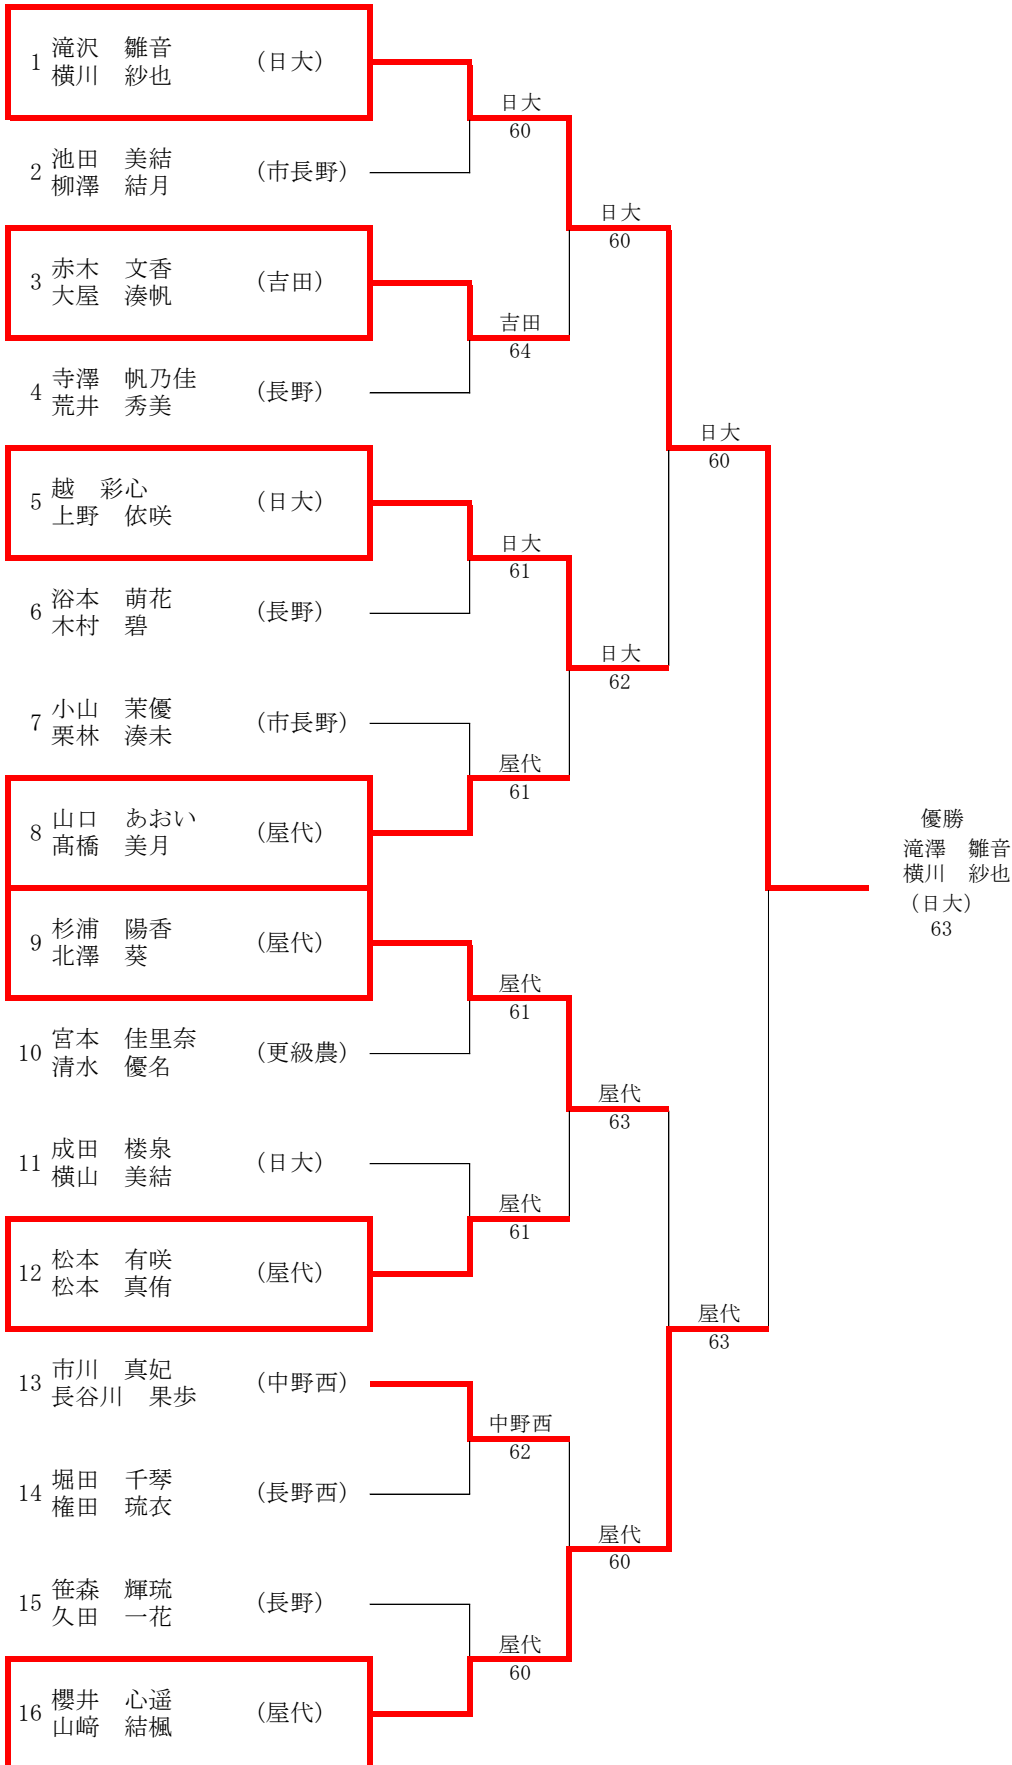 1 滝沢 雛音 (日大)
横川 紗也
日大
60
2 池田 美結 (市長野)
柳澤 結月
日大
60
3 赤木 文香 (吉田)
大屋 湊帆
吉田
64
4 寺澤 帆乃佳 (長野)
荒井 秀美
日大
60
5 越 彩心 (日大)
上野 依咲
日大
61
6 浴本 萌花 (長野)
木村 碧
日大
62
7 小山 茉優 (市長野)
栗林 湊未
屋代
61
8 山口 あおい (屋代)
髙橋 美月
優勝
滝澤 雛音
横川 紗也
(日大)
63
9 杉浦 陽香 (屋代)
北澤 葵
屋代
61
10 宮本 佳里奈 (更級農)
清水 優名
屋代
63
11 成田 楼泉 (日大)
横山 美結
屋代
61
12 松本 有咲 (屋代)
松本 真侑
屋代
63
13 市川 真妃 (中野西)
長谷川 果歩
中野西
62
14 堀田 千琴 (長野西)
権田 琉衣
屋代
60
15 笹森 輝琉 (長野)
久田 一花
屋代
60
16 櫻井 心遥 (屋代)
山﨑 結楓